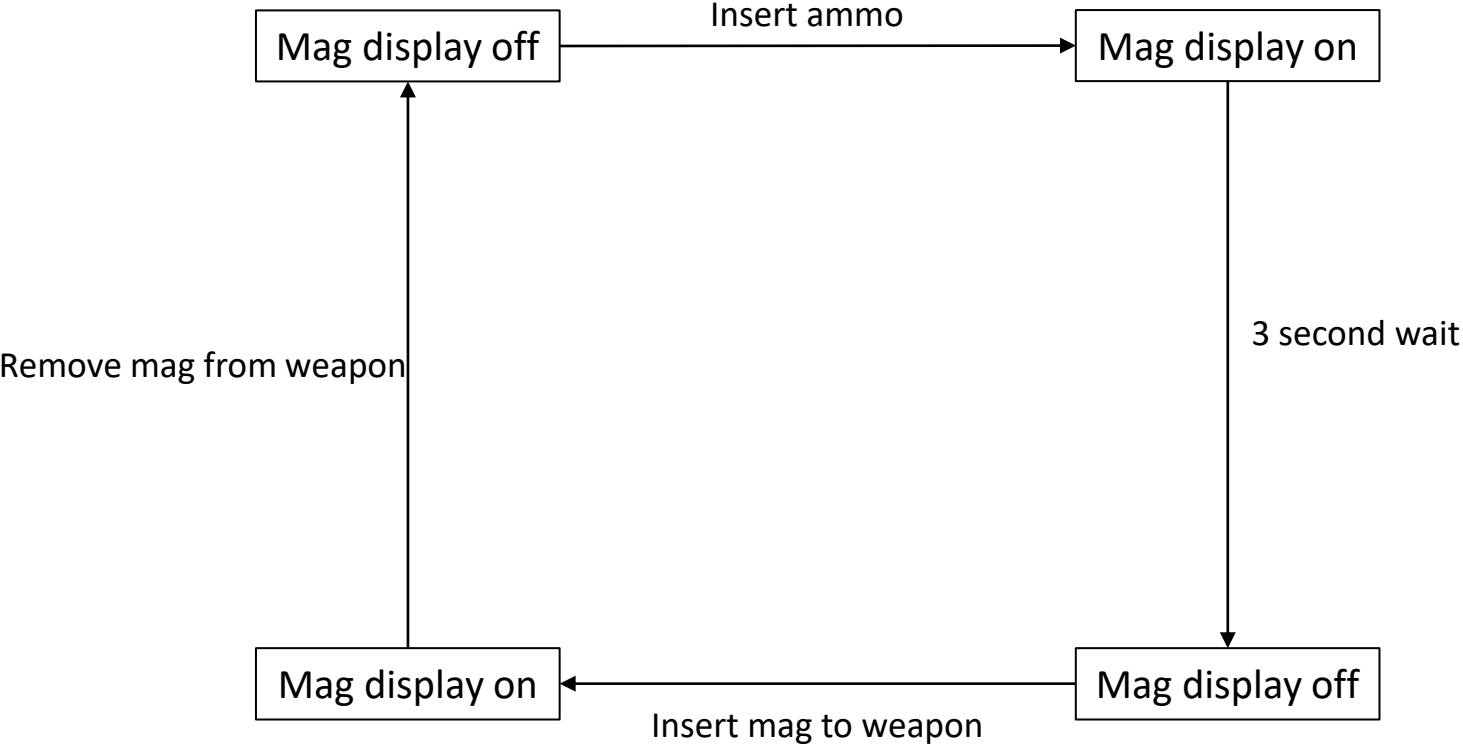 Insert ammo
Mag display off
Mag display on
3 second wait
Remove mag from weapon
Mag display on
Mag display off
Insert mag to weapon